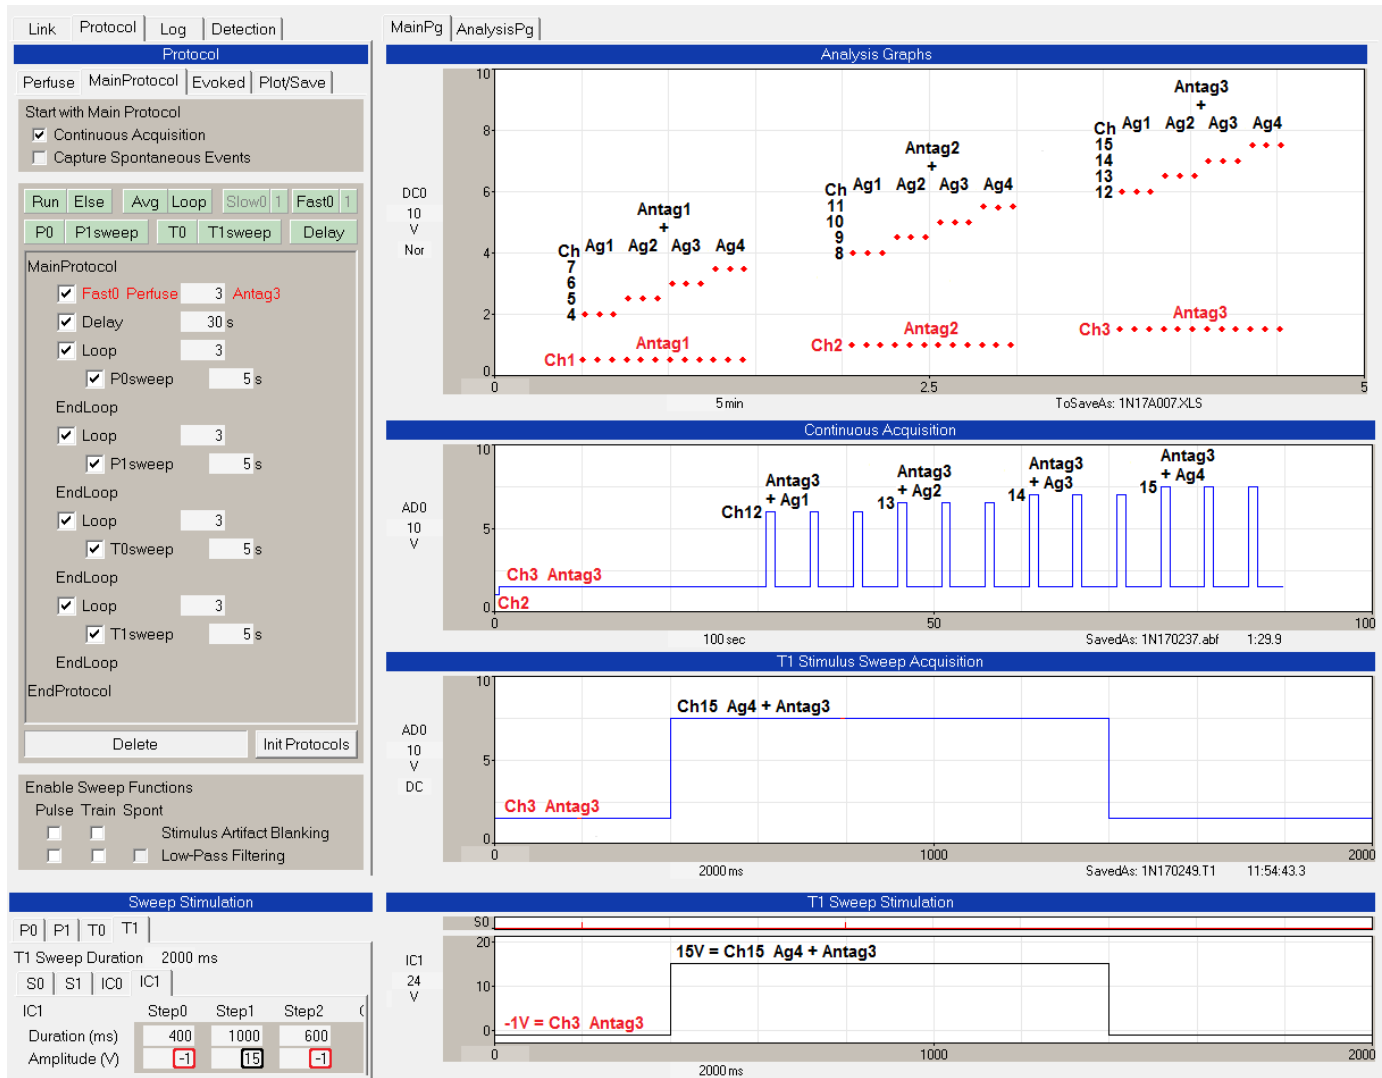 Link Protocol Log Detection
Protocol
Perfuse MainProtocol Evoked Plot/Save
Start with Main Protocol
Continuous Acquisition
Capture Spontaneous Events
Run Else Avg Loop Slow0 1 Fast0 1
P0 P1sweep T0 T1sweep Delay
MainProtocol
Fast0 Perfuse 3 Antag3
Delay 30 s
Loop 3
P0sweep 5 s
EndLoop
Loop 3
P1sweep 5 s
EndLoop
Loop 3
T0sweep 5 s
EndLoop
Loop 3
T1sweep 5 s
EndLoop
EndProtocol
Delete Init Protocols
Enable Sweep Functions
Pulse Train Spont
Stimulus Artifact Blanking
Low-Pass Filtering
Sweep Stimulation
P0 P1 T0 T1
T1 Sweep Duration 2000 ms
S0 S1 IC0 IC1
IC1 Step0 Step1 Step2
Duration (ms) 400 1000 600
Amplitude (V) -1 15 -1
MainPg AnalysisPg
Analysis Graphs
DC0
10
V
Nor
10
8
6
4
2
0
Antag1
+
Ch Ag1 Ag2 Ag3 Ag4
7
6
5
4
Ch1 Antag1
Antag2
+
Ch Ag1 Ag2 Ag3 Ag4
11
10
9
8
Ch2 Antag2
Antag3
+
Ch Ag1 Ag2 Ag3 Ag4
15
14
13
12
Ch3 Antag3
0 2.5 5
5 min ToSaveAs: 1N17A007.XLS
Continuous Acquisition
AD0
10
V
10
5
0
Ch3 Antag3
Ch2
Ch12 Antag3
+ Ag1
13 Antag3
+ Ag2
14 Antag3
+ Ag3
15 Antag3
+ Ag4
0 50 100
100 sec SavedAs: 1N170237.abf 1:29.9
T1 Stimulus Sweep Acquisition
AD0
10
V
DC
10
5
0
Ch15 Ag4 + Antag3
Ch3 Antag3
0 1000 2000
2000 ms SavedAs: 1N170249.T1 11:54:43.3
T1 Sweep Stimulation
S0
IC1
24
V
20
10
0
15V = Ch15 Ag4 + Antag3
-1V = Ch3 Antag3
0 1000 2000
2000 ms